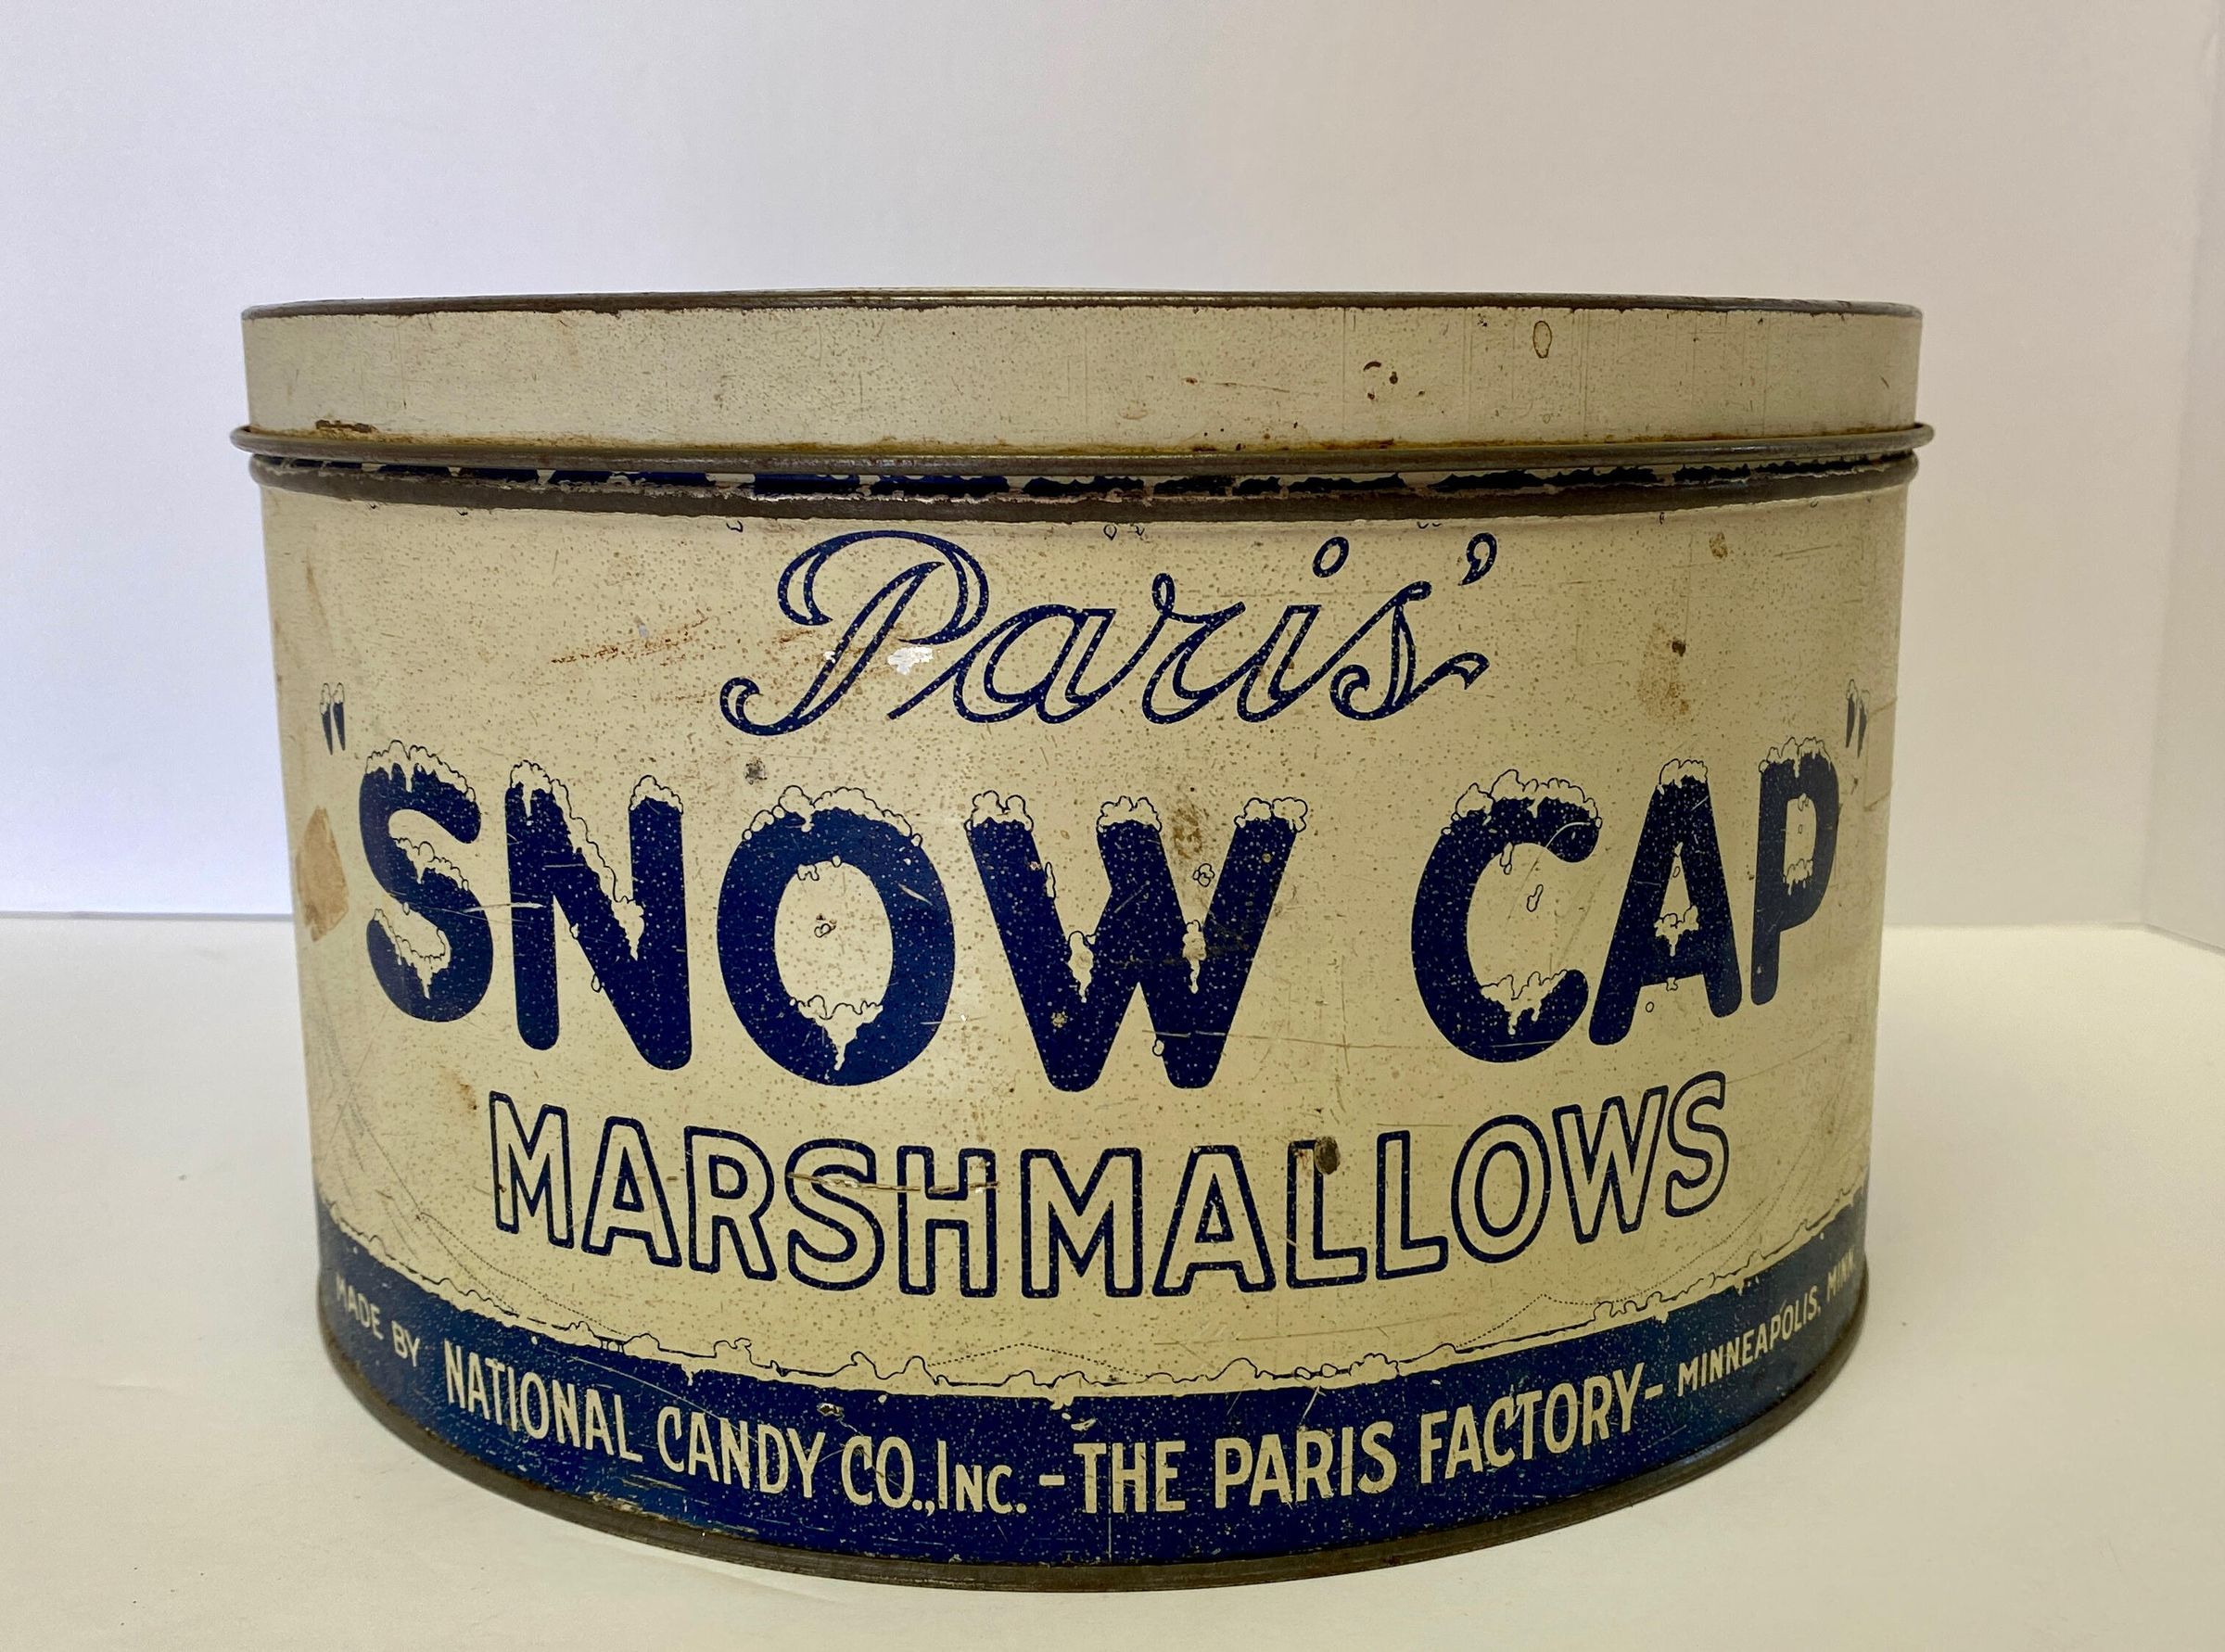 Paris'
"SNOW CAP"
MARSHMALLOWS
MADE BY NATIONAL CANDY CO., INC. - THE PARIS FACTORY - MINNEAPOLIS, MINN.